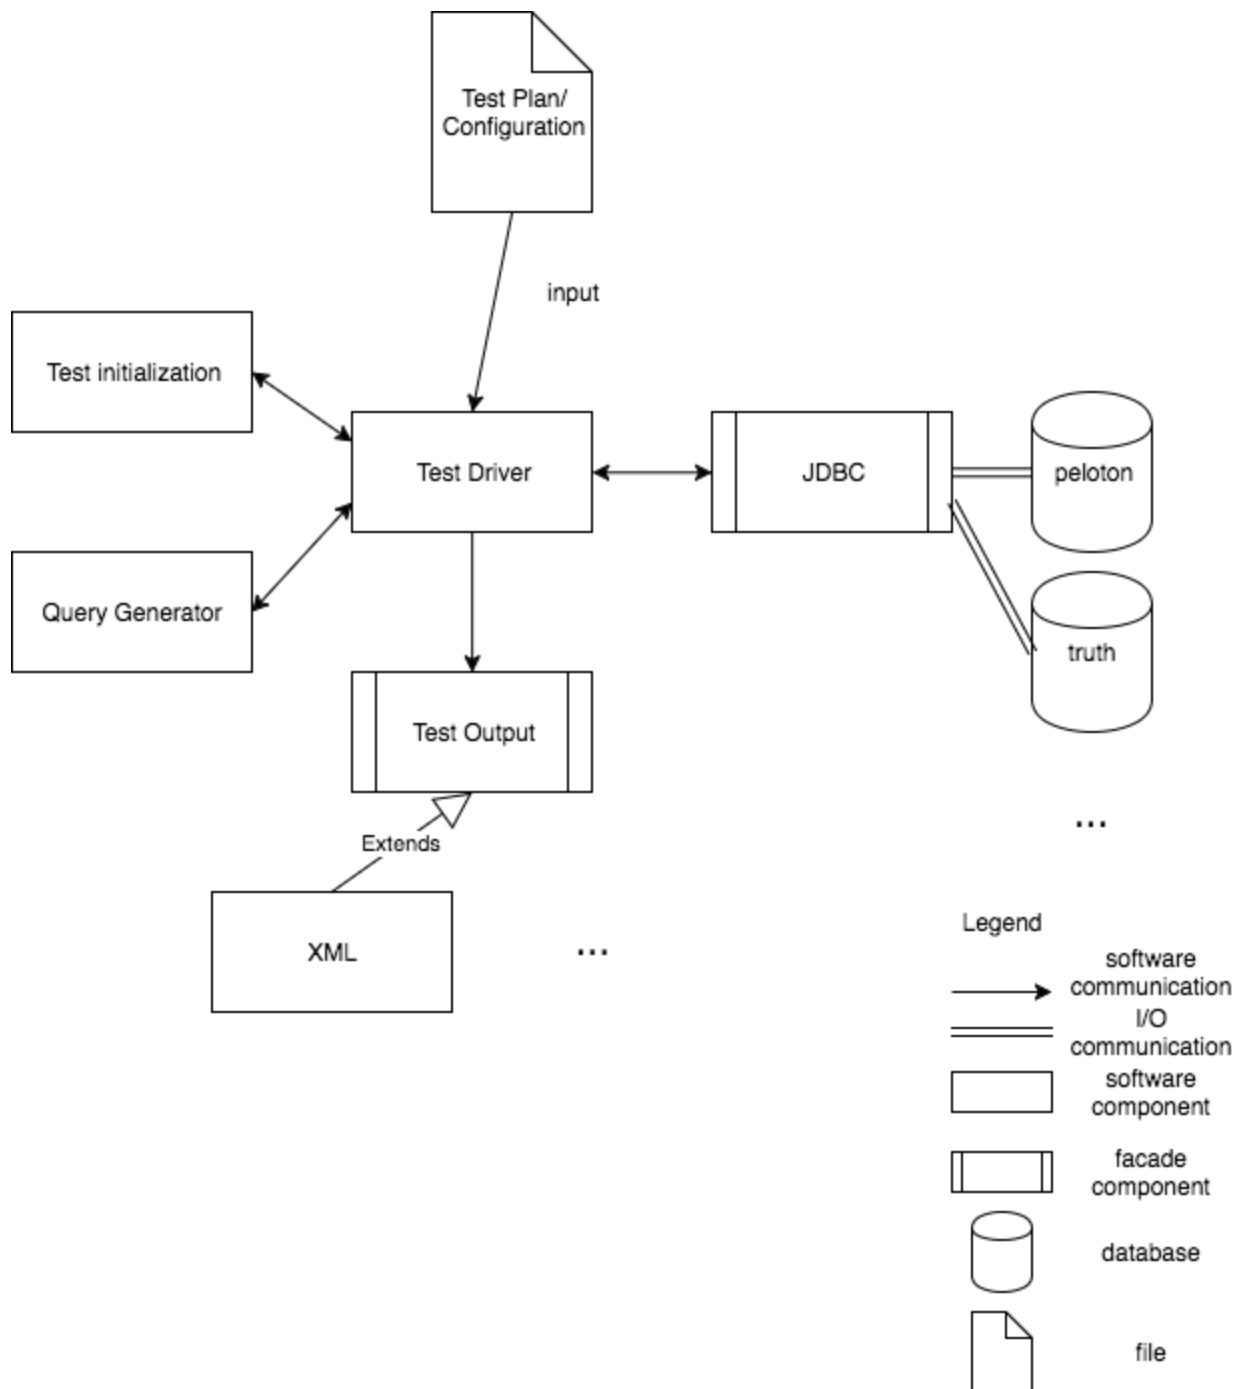 Test Plan/
Configuration
input
Test initialization
Test Driver
JDBC
peloton
Query Generator
truth
Test Output
...
Extends
XML
...
Legend
software
communication
I/O
communication
software
component
facade
component
database
file